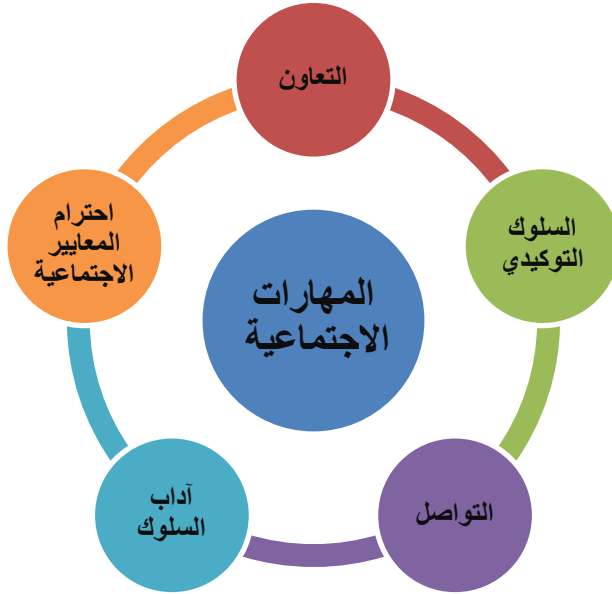 التعاون
السلوك
التوكيدي
التواصل
آداب
السلوك
احترام
المعايير
الاجتماعية
المهارات
الاجتماعية